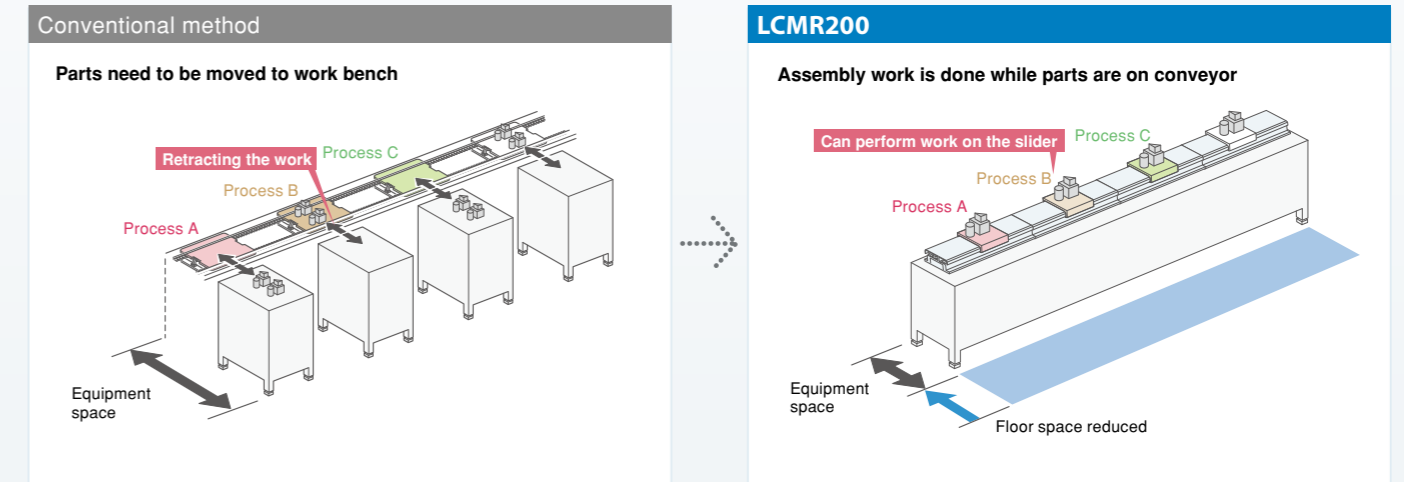 Conventional method
Parts need to be moved to work bench
Retracting the work
Process C
Process B
Process A
Equipment
space
LCMR200
Assembly work is done while parts are on conveyor
Can perform work on the slider
Process C
Process B
Process A
Equipment
space
Floor space reduced